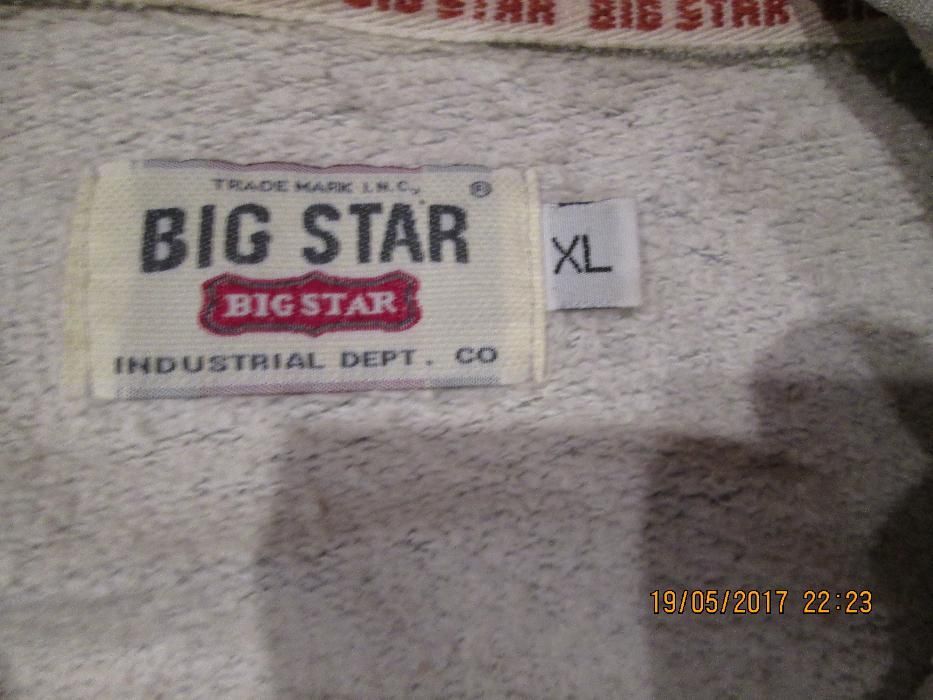 BIG STAR BIG STAR
TRADE MARK I.N.C., ®
BIG STAR
BIG STAR
INDUSTRIAL DEPT. CO
XL
19/05/2017 22:23